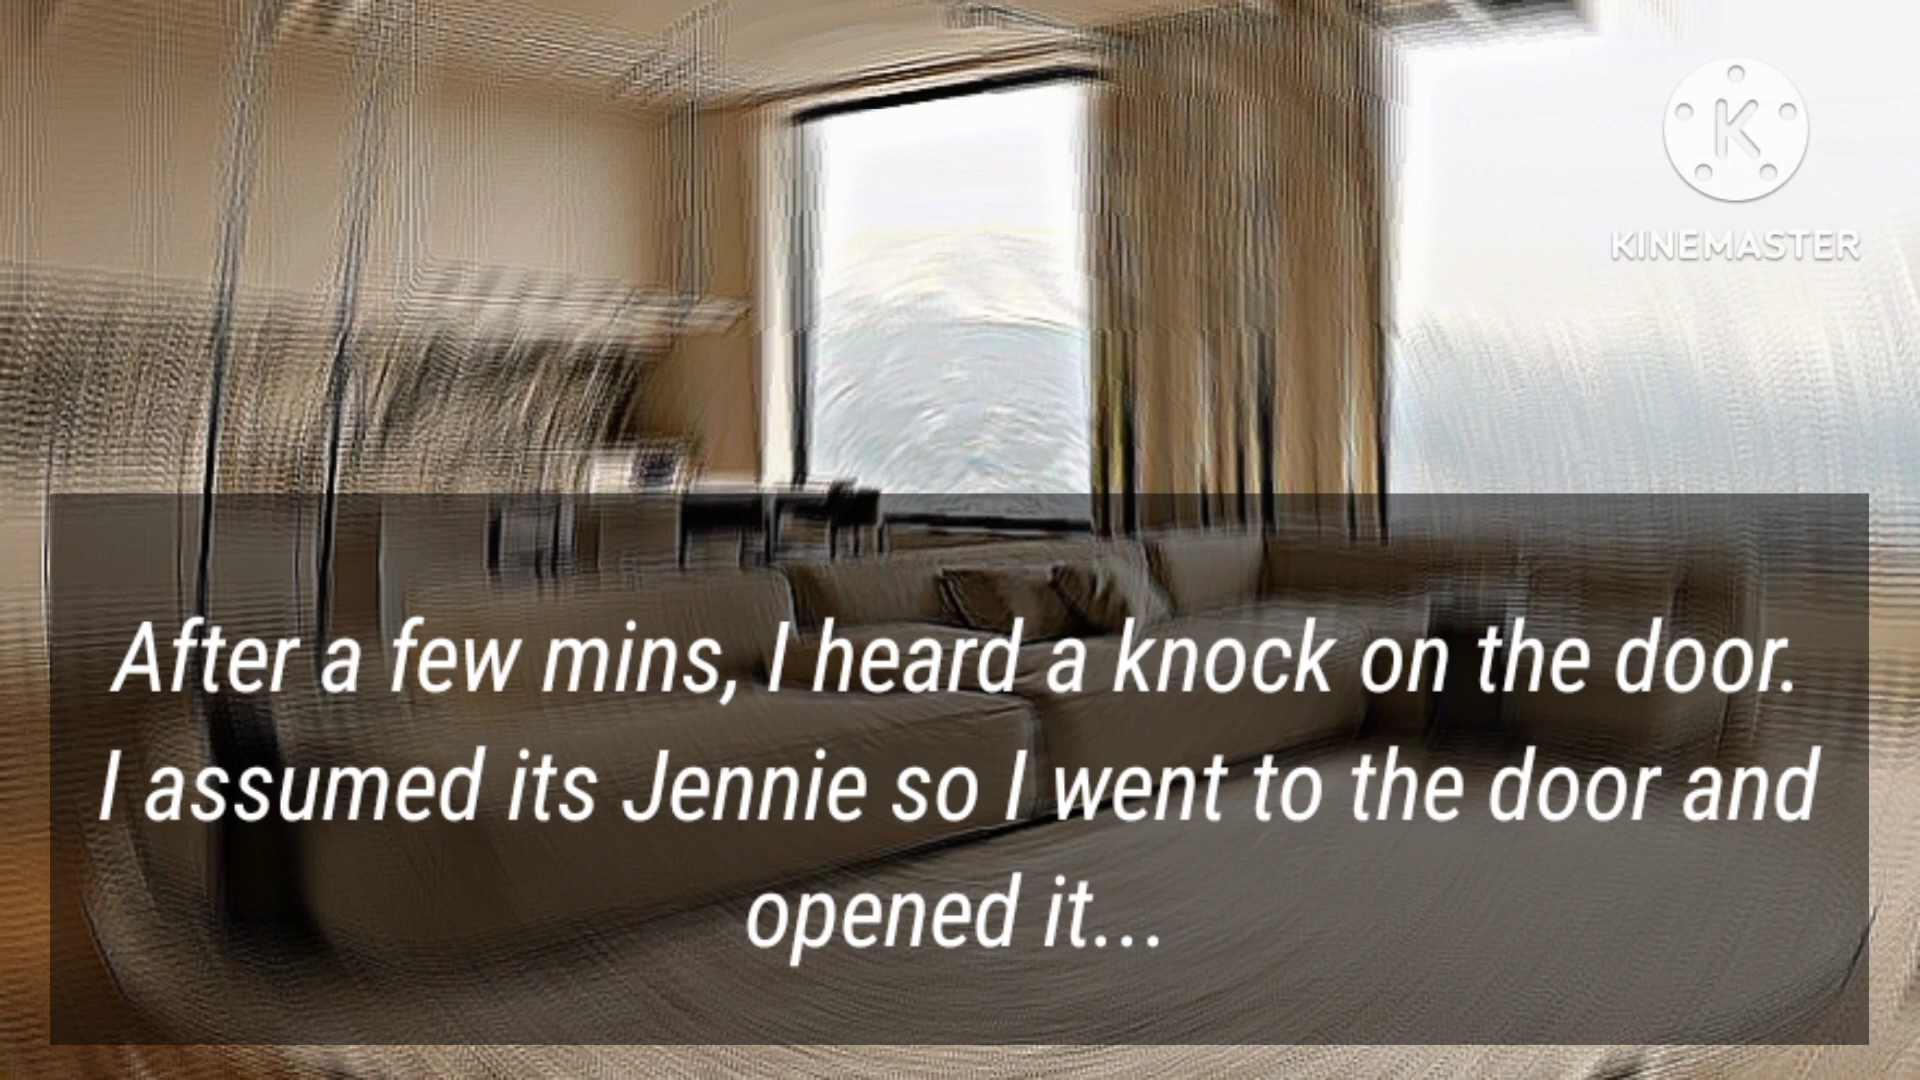 KINEMASTER
After a few mins, I heard a knock on the door.
I assumed its Jennie so I went to the door and
opened it...